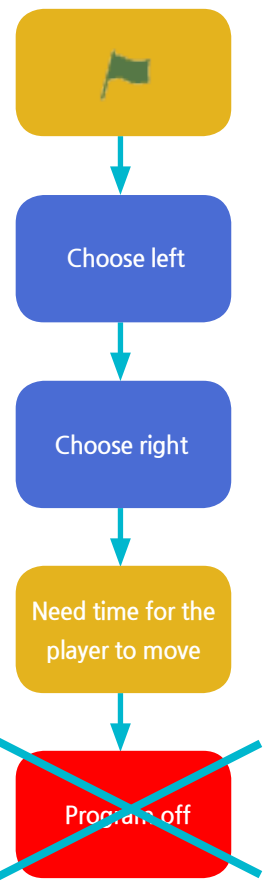 Choose left
Choose right
Need time for the
player to move
Program off